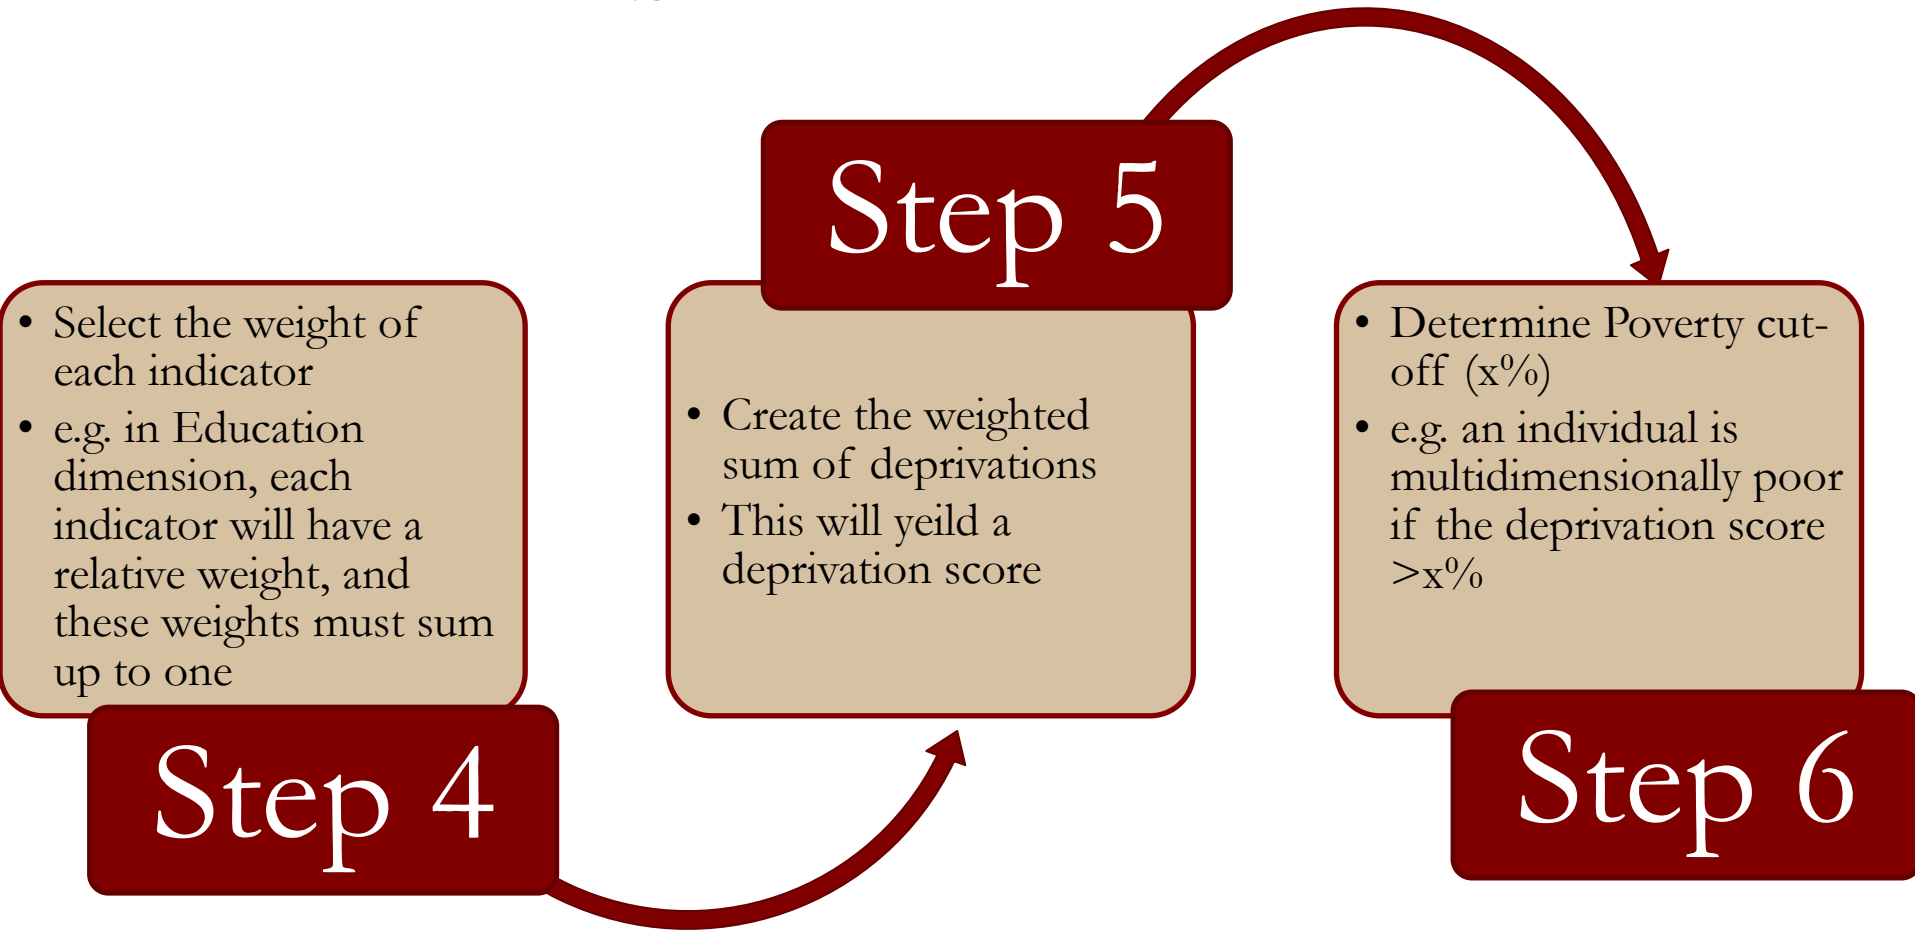 • Select the weight of
each indicator
• e.g. in Education
dimension, each
indicator will have a
relative weight, and
these weights must sum
up to one
Step 4
Step 5
• Create the weighted
sum of deprivations
• This will yeild a
deprivation score
• Determine Poverty cut-
off (x%)
• e.g. an individual is
multidimensionally poor
if the deprivation score
>x%
Step 6